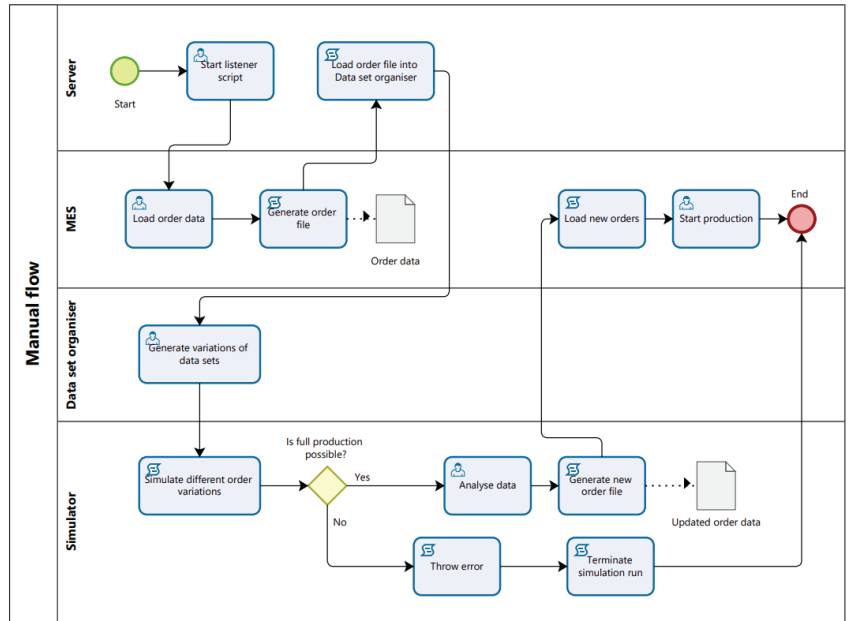 Manual flow
Server
Start
Start listener
script
Load order file into
Data set organiser
MES
Load order data
Generate order
file
Order data
Load new orders
Start production
End
Data set organiser
Generate variations of
data sets
Simulator
Simulate different order
variations
Is full production
possible?
Yes
No
Analyse data
Generate new
order file
Updated order data
Throw error
Terminate
simulation run